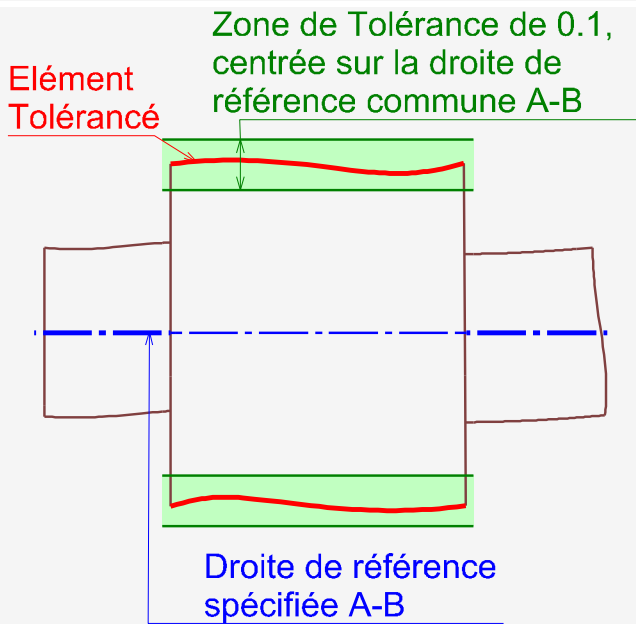 Zone de Tolérance de 0.1,
centrée sur la droite de
référence commune A-B
Elément
Tolérancé
Droite de référence
spécifiée A-B